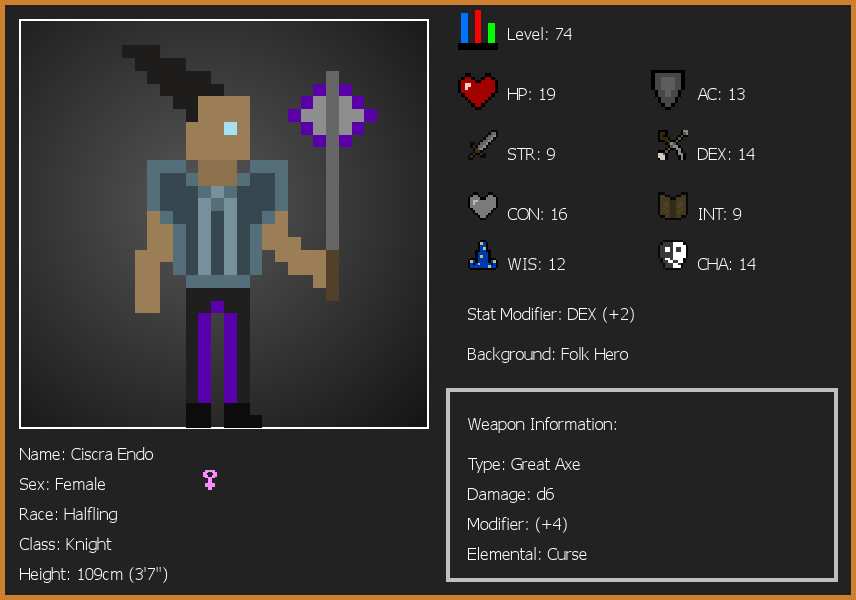 Level: 74
HP: 19
AC: 13
STR: 9
DEX: 14
CON: 16
INT: 9
WIS: 12
CHA: 14
Stat Modifier: DEX (+2)
Background: Folk Hero
Weapon Information:
Type: Great Axe
Damage: d6
Modifier: (+4)
Elemental: Curse
Name: Ciscra Endo
Sex: Female
Race: Halfling
Class: Knight
Height: 109cm (3'7")